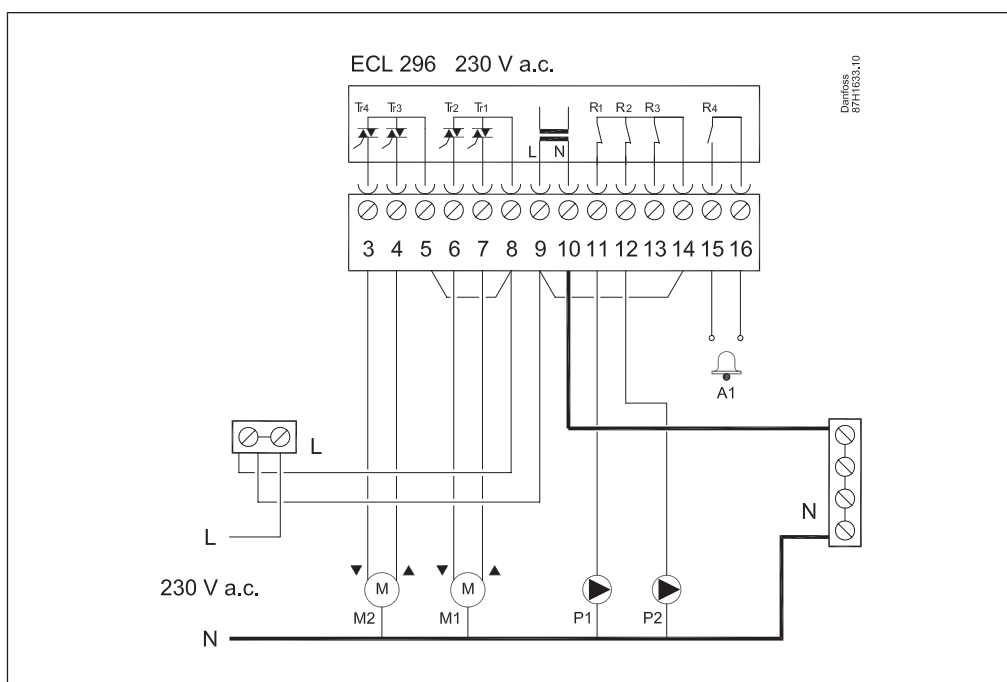 ECL 296 230 V a.c.
Danfoss
87H1633.10
Tr4 Tr3 Tr2 Tr1 R1 R2 R3 R4
L N
3 4 5 6 7 8 9 10 11 12 13 14 15 16
A1
L
N
L
230 V a.c.
M M
M2 M1 P1 P2
N